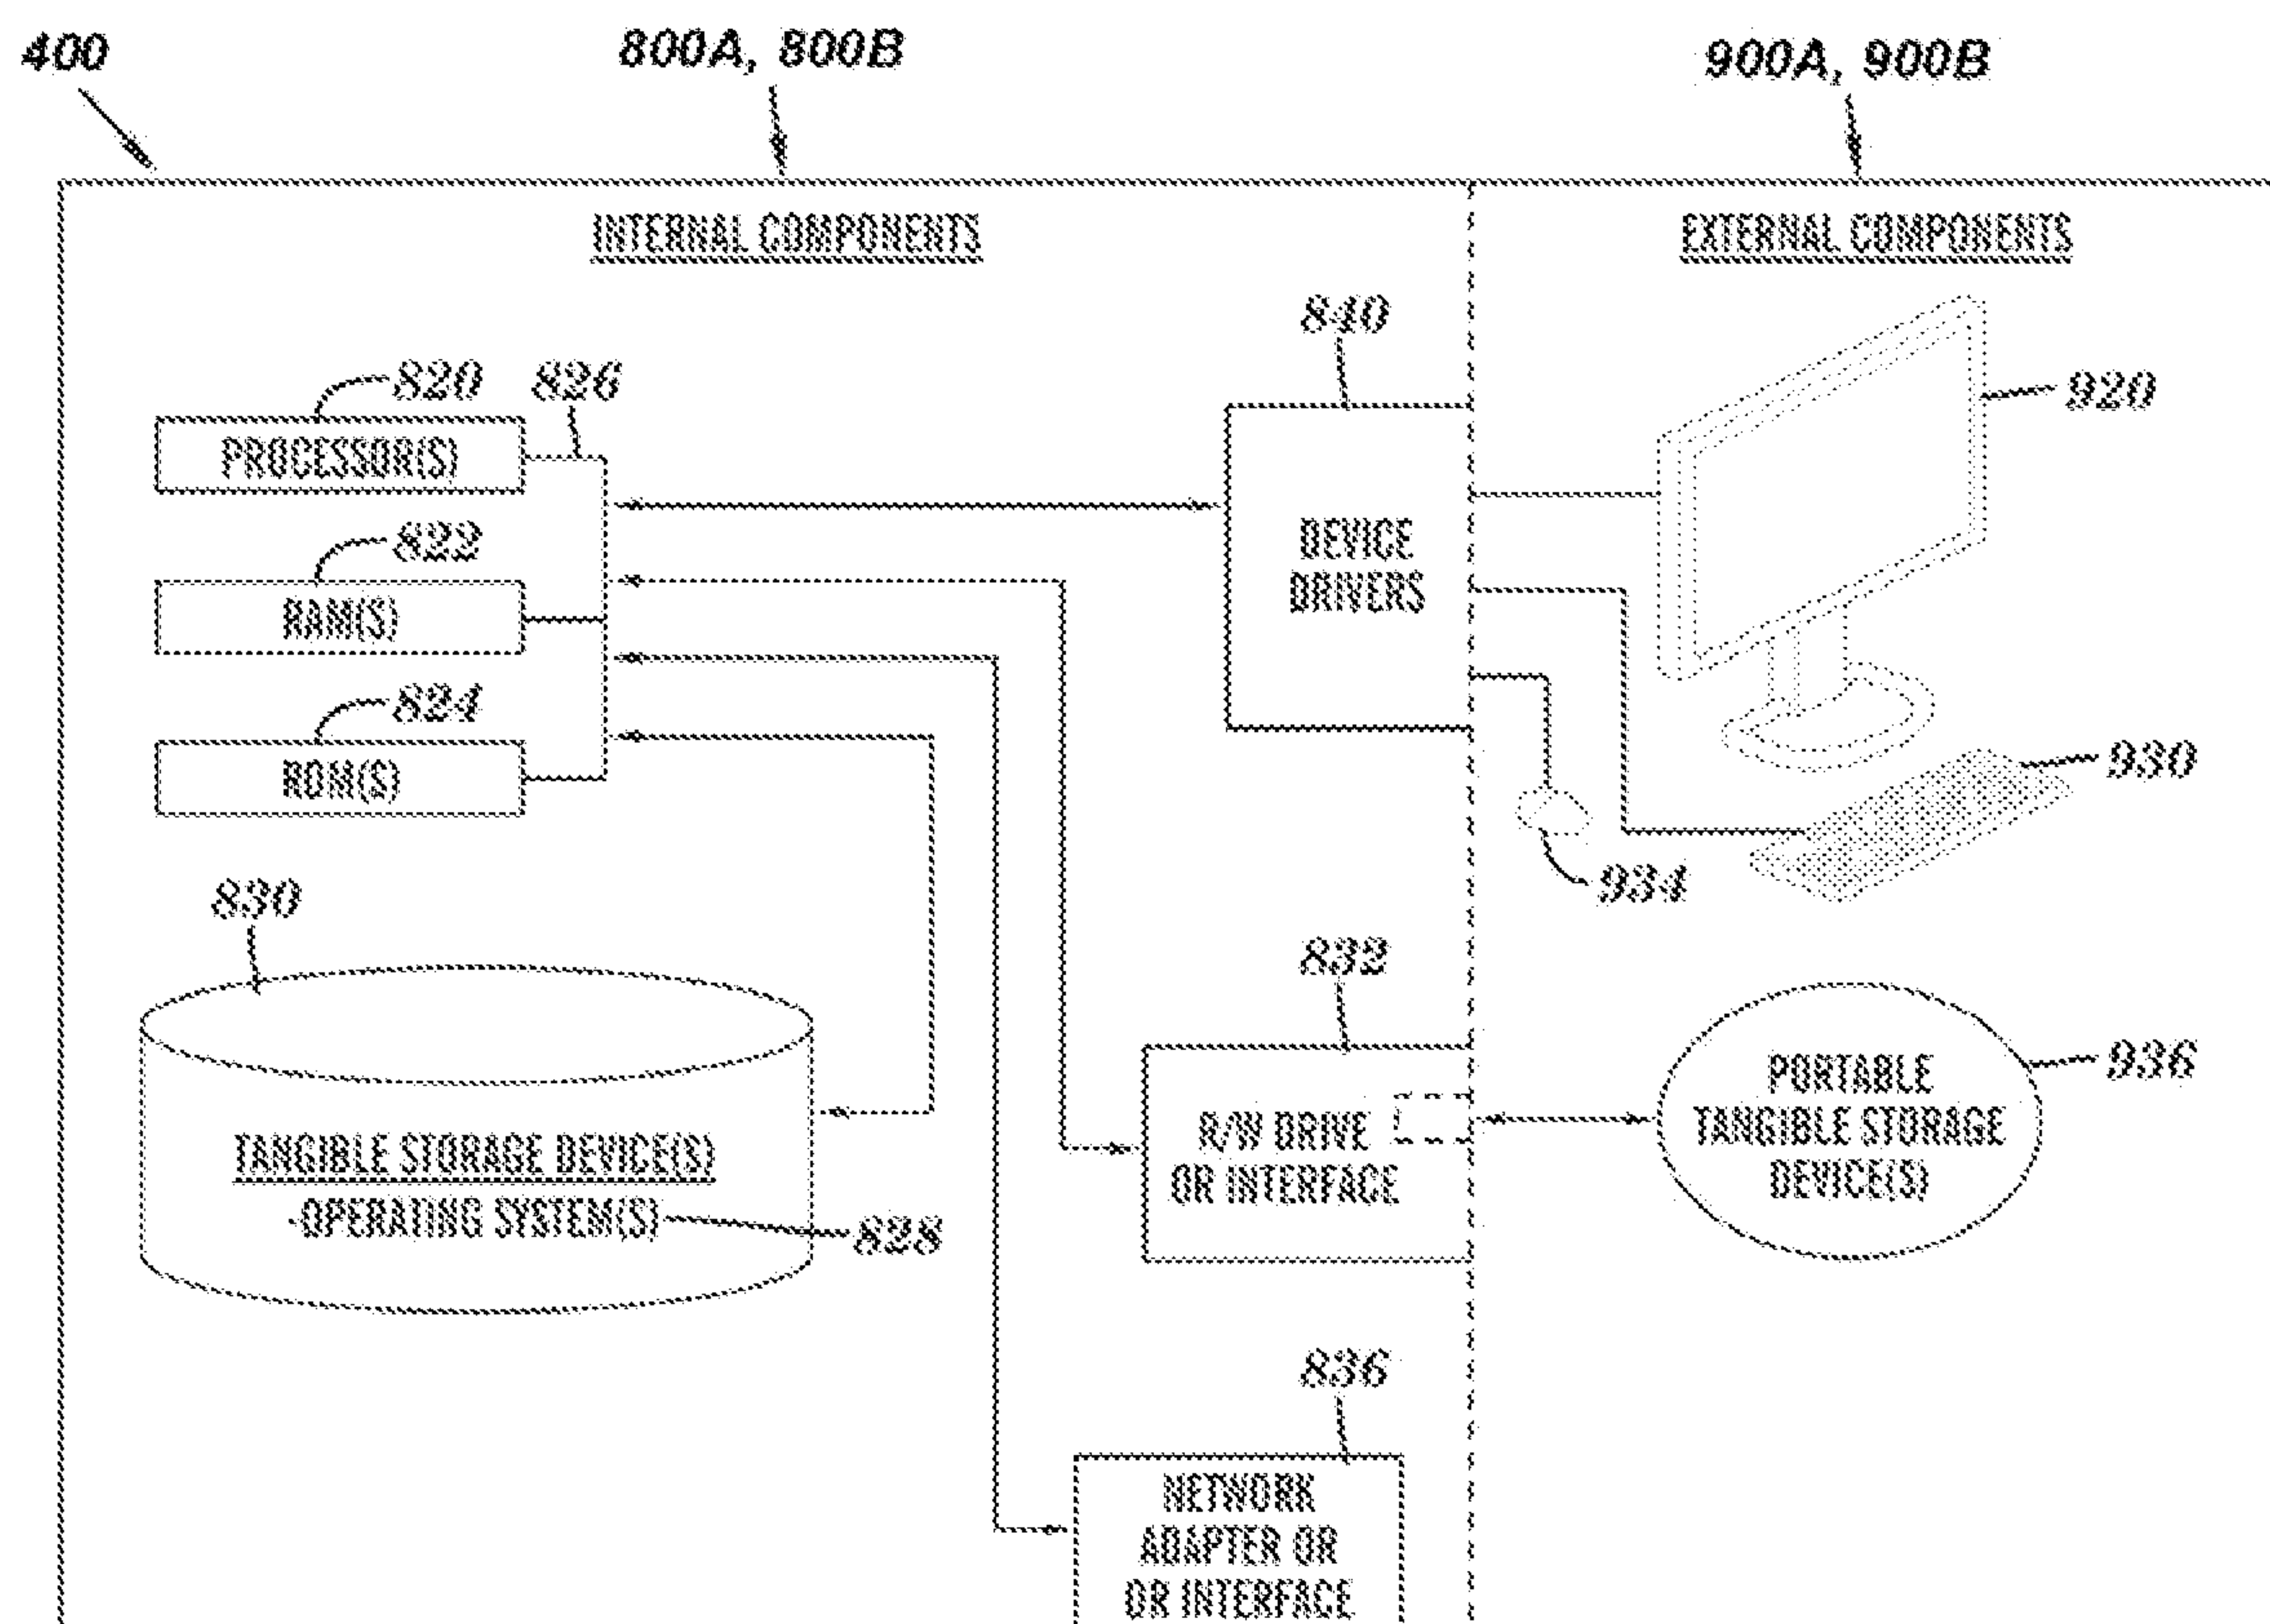 400
800A, 800B
900A, 900B
INTERNAL COMPONENTS
EXTERNAL COMPONENTS
840
820
826
920
PROCESSOR(S)
822
DEVICE
DRIVERS
RAM(S)
824
930
ROM(S)
934
830
832
936
PORTABLE
TANGIBLE STORAGE
DEVICE(S)
R/W DRIVE
OR INTERFACE
TANGIBLE STORAGE DEVICE(S)
-OPERATING SYSTEM(S)
828
836
NETWORK
ADAPTER OR
OR INTERFACE